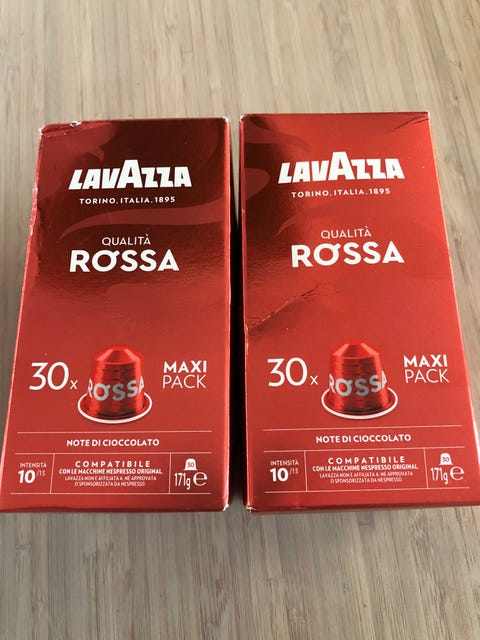 LAVAZZA
TORINO, ITALIA, 1895
QUALITÀ
ROSSA
30x
ROSSA
MAXI
PACK
NOTE DI CIOCCOLATO
INTENSITÀ
10/13
COMPATIBILE
CON LE MACCHINE NESPRESSO ORIGINAL.
LAVAZZA NON È AFFILIATA A, NÉ APPROVATA
O SPONSORIZZATA DA NESPRESSO
30
171g e
LAVAZZA
TORINO, ITALIA, 1895
QUALITÀ
ROSSA
30x
ROSSA
MAXI
PACK
NOTE DI CIOCCOLATO
INTENSITÀ
10/13
COMPATIBILE
CON LE MACCHINE NESPRESSO ORIGINAL.
LAVAZZA NON È AFFILIATA A, NÉ APPROVATA
O SPONSORIZZATA DA NESPRESSO
30
171g e